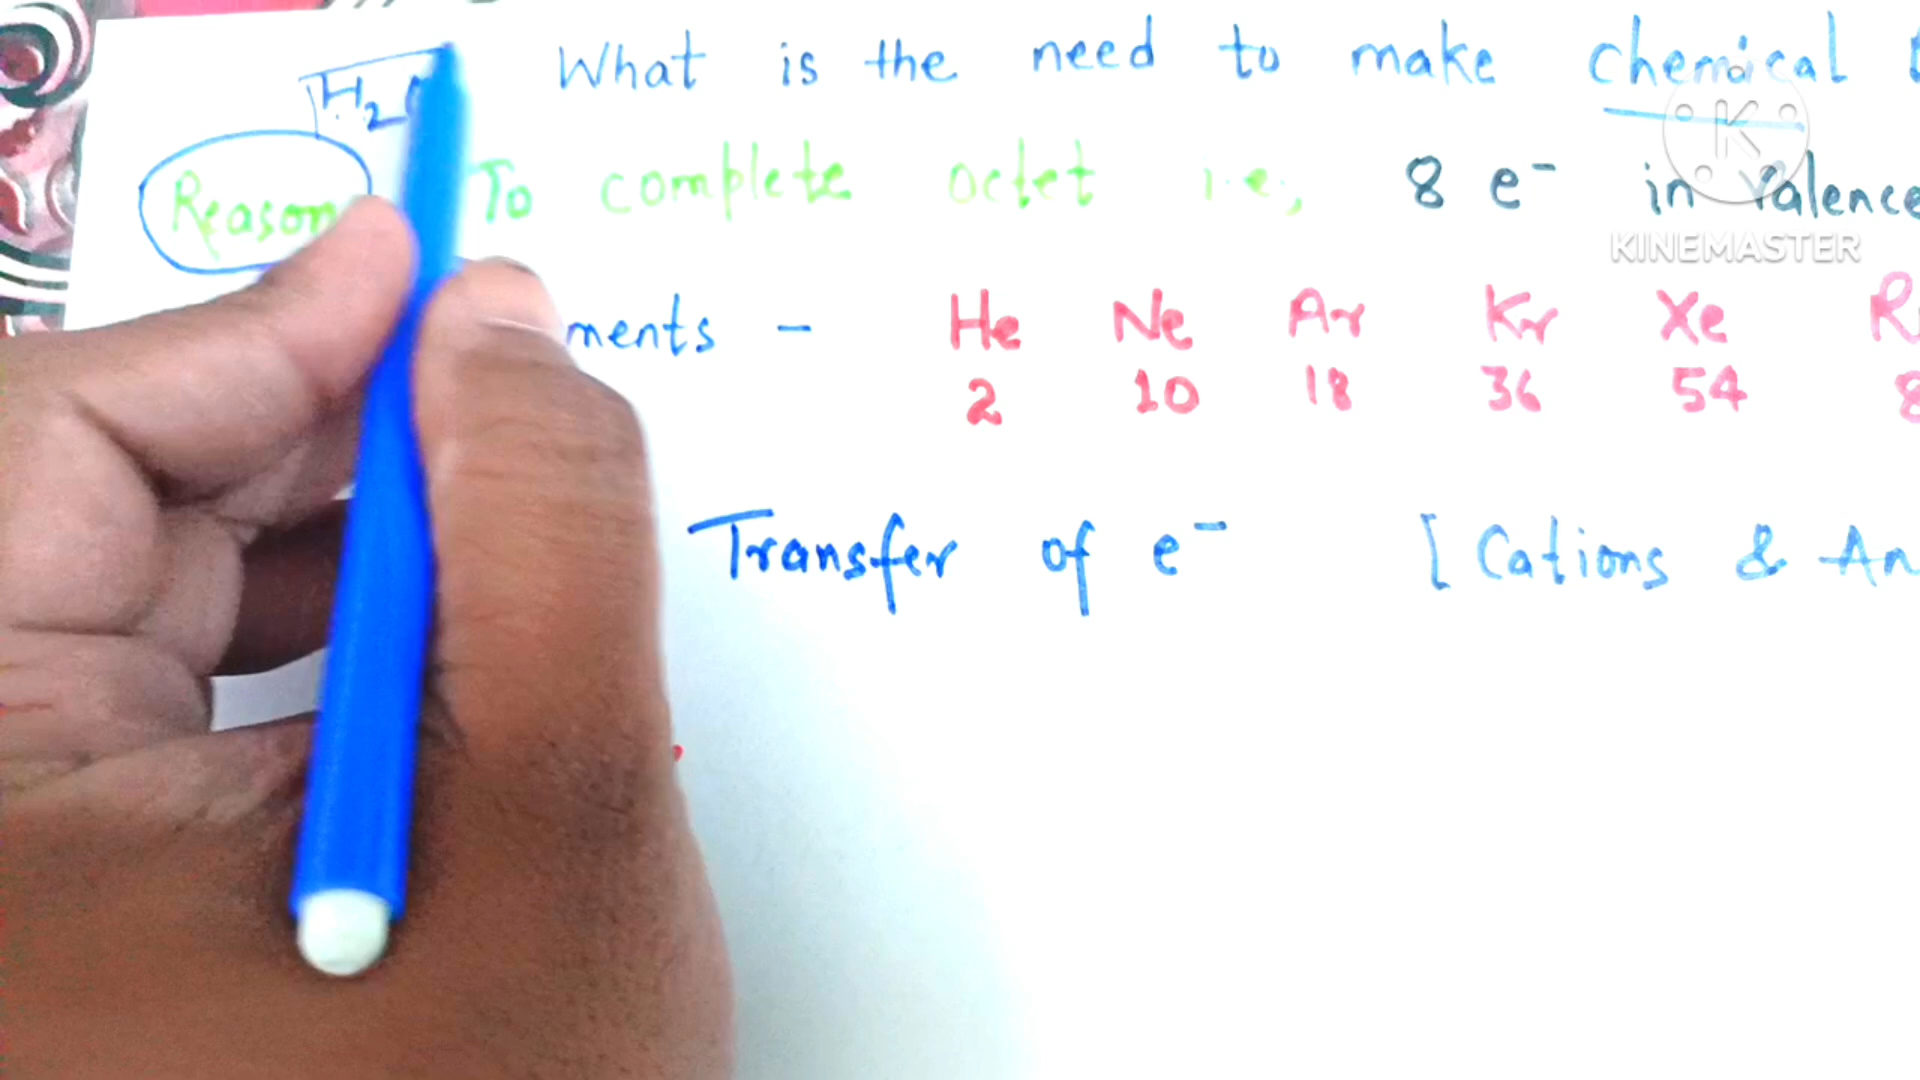 H2
What is the need to make chemical
Reason To complete octet i.e., 8 e⁻ in Valence
ments - He Ne Ar Kr Xe R
2 10 18 36 54 8
Transfer of e⁻ [Cations & An
K
KINEMASTER